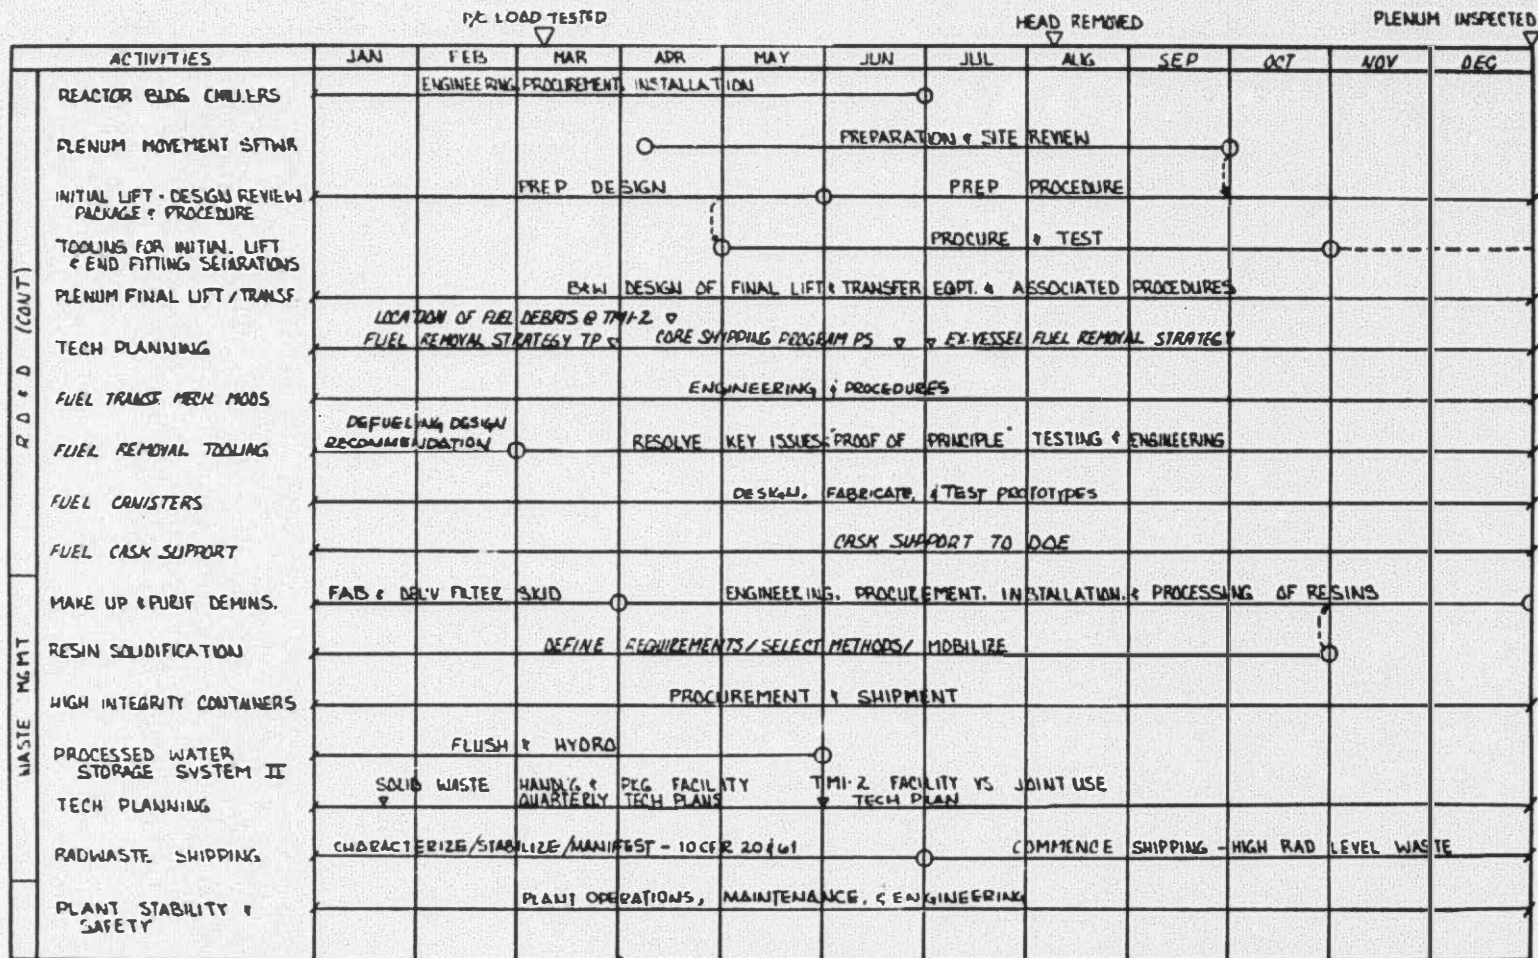 P/C LOAD TESTED
HEAD REMOVED
PLENUM INSPECTED
ACTIVITIES JAN FEB MAR APR MAY JUN JUL AUG SEP OCT NOV DEC
R D & D (CONT)
REACTOR BLDG CHILLERS
ENGINEERING, PROCUREMENT, INSTALLATION
PLENUM MOVEMENT SFTWR
PREPARATION & SITE REVIEW
INITIAL LIFT - DESIGN REVIEW
PACKAGE & PROCEDURE
PREP DESIGN
PREP PROCEDURE
TOOLING FOR INITIAL LIFT
& END FITTING SEPARATIONS
PROCURE & TEST
PLENUM FINAL LIFT / TRANSF.
B&W DESIGN OF FINAL LIFT & TRANSFER EQPT. & ASSOCIATED PROCEDURES
LOCATION OF FUEL DEBRIS @ TMI-2
TECH PLANNING
FUEL REMOVAL STRATEGY TP
CORE SHIPPING PROGRAM PS
EX-VESSEL FUEL REMOVAL STRATEGY
FUEL TRANSF. MECH MODS
ENGINEERING & PROCEDURES
FUEL REMOVAL TOOLING
DEFUELING DESIGN
RECOMMENDATION
RESOLVE KEY ISSUES "PROOF OF PRINCIPLE" TESTING & ENGINEERING
FUEL CANISTERS
DESIGN, FABRICATE, & TEST PROTOTYPES
FUEL CASK SUPPORT
CASK SUPPORT TO DOE
WASTE MGMT
MAKE UP & PURIF DEMINS.
FAB & DEL'V FILTER SKID
ENGINEERING, PROCUREMENT, INSTALLATION, & PROCESSING OF RESINS
RESIN SOLIDIFICATION
DEFINE REQUIREMENTS / SELECT METHODS / MOBILIZE
HIGH INTEGRITY CONTAINERS
PROCUREMENT & SHIPMENT
PROCESSED WATER
STORAGE SYSTEM II
FLUSH & HYDRO
TECH PLANNING
SOLID WASTE HANDL'G & PKG FACILITY
QUARTERLY TECH PLANS
TMI-2 FACILITY VS JOINT USE
TECH PLAN
RADWASTE SHIPPING
CHARACTERIZE/STABILIZE/MANIFEST - 10CFR 20 & 61
COMMENCE SHIPPING - HIGH RAD LEVEL WASTE
PLANT STABILITY &
SAFETY
PLANT OPERATIONS, MAINTENANCE, & ENGINEERING